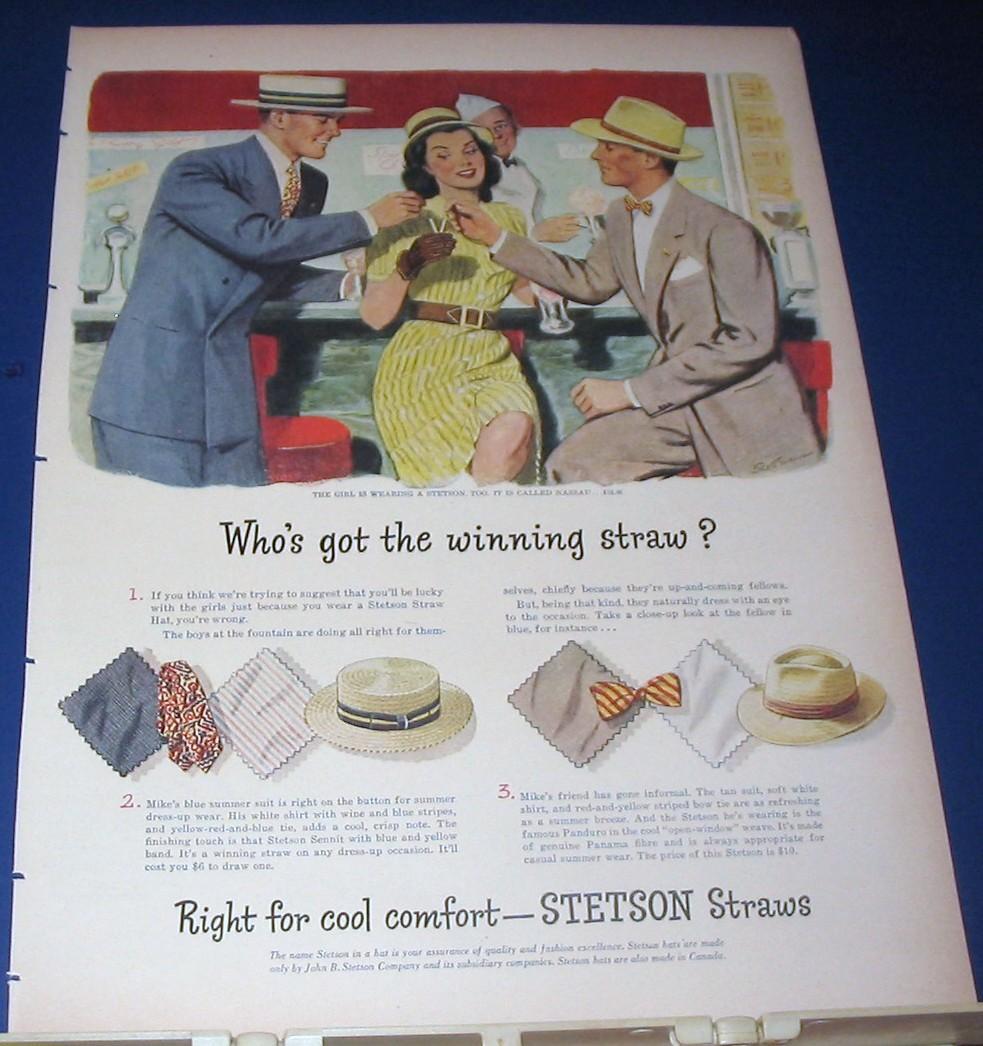 THE GIRL IS WEARING A STETSON, TOO. IT IS CALLED NASSAU...
Who's got the winning straw?
1. If you think we're trying to suggest that you'll be lucky
with the girls just because you wear a Stetson Straw
Hat, you're wrong.
The boys at the fountain are doing all right for them-
selves, chiefly because they're up-and-coming fellows.
But, being that kind, they naturally dress with an eye
to the occasion. Take a close-up look at the fellow in
blue, for instance...
2. Mike's blue summer suit is right on the button for summer
dress-up wear. His white shirt with wine and blue stripes,
and yellow-red-and-blue tie, adds a cool, crisp note. The
finishing touch is that Stetson Sennit with blue and yellow
band. It's a winning straw on any dress-up occasion. It'll
cost you $6 to draw one.
3. Mike's friend has gone informal. The tan suit, soft white
shirt, and red-and-yellow striped bow tie are as refreshing
as a summer breeze. And the Stetson he's wearing is the
famous Panduro in the cool "open-window" weave. It's made
of genuine Panama fibre and is always appropriate for
casual summer wear. The price of this Stetson is $10.
Right for cool comfort—STETSON Straws
The name Stetson in a hat is your assurance of quality and fashion excellence. Stetson hats are made
only by John B. Stetson Company and its subsidiary companies. Stetson hats are also made in Canada.